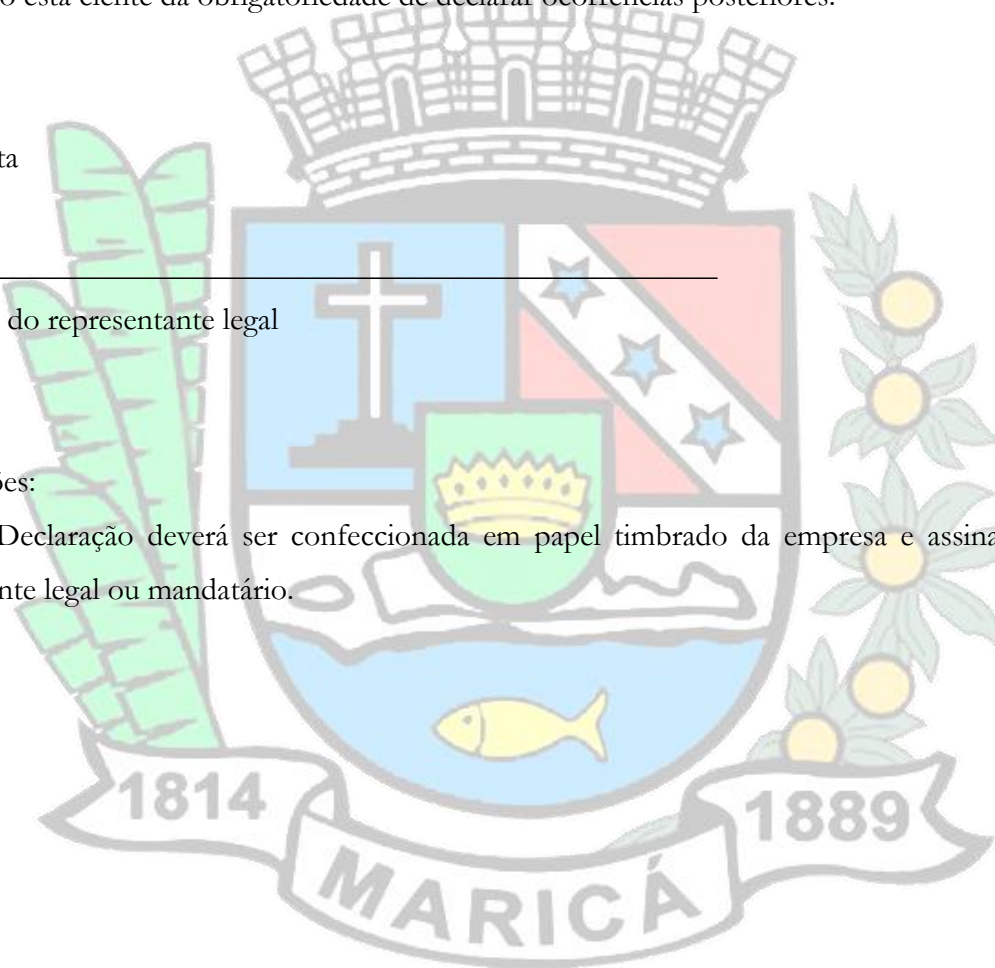 o está ciente da obrigatoriedade de declarar ocorrências posteriores.
ta
do representante legal
ões:
Declaração deverá ser confeccionada em papel timbrado da empresa e assina
nte legal ou mandatário.
1814
1889
MARICÁ